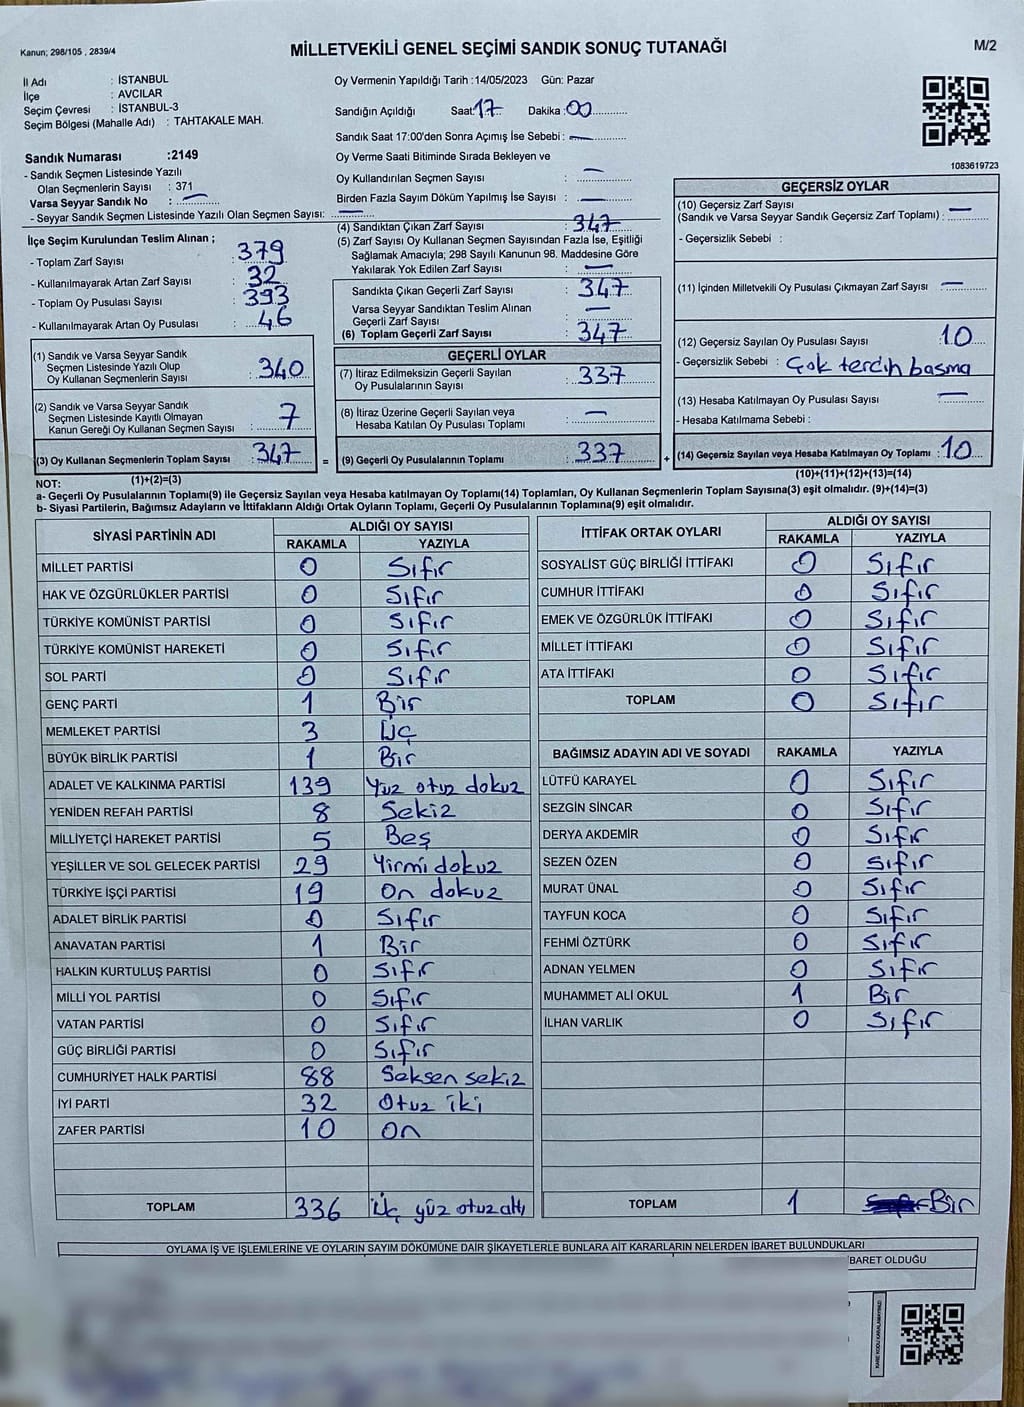 Kanun; 298/105 , 2839/4
MİLLETVEKİLİ GENEL SEÇİMİ SANDIK SONUÇ TUTANAĞI
M/2
İl Adı : İSTANBUL
İlçe : AVCILAR
Seçim Çevresi : İSTANBUL-3
Seçim Bölgesi (Mahalle Adı) : TAHTAKALE MAH.
Sandık Numarası :2149
- Sandık Seçmen Listesinde Yazılı
Olan Seçmenlerin Sayısı : 371
Varsa Seyyar Sandık No : —
- Seyyar Sandık Seçmen Listesinde Yazılı Olan Seçmen Sayısı: —
Oy Vermenin Yapıldığı Tarih :14/05/2023 Gün: Pazar
Sandığın Açıldığı Saat:17 Dakika :00
Sandık Saat 17:00'den Sonra Açımış İse Sebebi : —
Oy Verme Saati Bitiminde Sırada Bekleyen ve
Oy Kullandırılan Seçmen Sayısı : —
Birden Fazla Sayım Döküm Yapılmış İse Sayısı : —
1083619723
İlçe Seçim Kurulundan Teslim Alınan ;
- Toplam Zarf Sayısı : 379
- Kullanılmayarak Artan Zarf Sayısı : 32
- Toplam Oy Pusulası Sayısı : 393
- Kullanılmayarak Artan Oy Pusulası : 46
(1) Sandık ve Varsa Seyyar Sandık
Seçmen Listesinde Yazılı Olup
Oy Kullanan Seçmenlerin Sayısı : 340
(2) Sandık ve Varsa Seyyar Sandık
Seçmen Listesinde Kayıtlı Olmayan
Kanun Gereği Oy Kullanan Seçmen Sayısı : 7
(3) Oy Kullanan Seçmenlerin Toplam Sayısı : 347
(1)+(2)=(3)
(4) Sandıktan Çıkan Zarf Sayısı : 347
(5) Zarf Sayısı Oy Kullanan Seçmen Sayısından Fazla İse, Eşitliği
Sağlamak Amacıyla; 298 Sayılı Kanunun 98. Maddesine Göre
Yakılarak Yok Edilen Zarf Sayısı : —
Sandıkta Çıkan Geçerli Zarf Sayısı : 347
Varsa Seyyar Sandıktan Teslim Alınan
Geçerli Zarf Sayısı : —
(6) Toplam Geçerli Zarf Sayısı : 347
GEÇERLİ OYLAR
(7) İtiraz Edilmeksizin Geçerli Sayılan
Oy Pusulalarının Sayısı : 337
(8) İtiraz Üzerine Geçerli Sayılan veya
Hesaba Katılan Oy Pusulası Toplamı : —
= (9) Geçerli Oy Pusulalarının Toplamı : 337
GEÇERSİZ OYLAR
(10) Geçersiz Zarf Sayısı
(Sandık ve Varsa Seyyar Sandık Geçersiz Zarf Toplamı) : —
- Geçersizlik Sebebi :
(11) İçinden Milletvekili Oy Pusulası Çıkmayan Zarf Sayısı : —
(12) Geçersiz Sayılan Oy Pusulası Sayısı : 10
- Geçersizlik Sebebi : Çok tercih basma
(13) Hesaba Katılmayan Oy Pusulası Sayısı : —
- Hesaba Katılmama Sebebi :
+ (14) Geçersiz Sayılan veya Hesaba Katılmayan Oy Toplamı : 10
(10)+(11)+(12)+(13)=(14)
NOT:
a- Geçerli Oy Pusulalarının Toplamı(9) ile Geçersiz Sayılan veya Hesaba katılmayan Oy Toplamı(14) Toplamları, Oy Kullanan Seçmenlerin Toplam Sayısına(3) eşit olmalıdır. (9)+(14)=(3)
b- Siyasi Partilerin, Bağımsız Adayların ve İttifakların Aldığı Ortak Oyların Toplamı, Geçerli Oy Pusulalarının Toplamına(9) eşit olmalıdır.
SİYASİ PARTİNİN ADI ALDIĞI OY SAYISI
RAKAMLA YAZIYLA
MİLLET PARTİSİ 0 Sıfır
HAK VE ÖZGÜRLÜKLER PARTİSİ 0 Sıfır
TÜRKİYE KOMÜNİST PARTİSİ 0 Sıfır
TÜRKİYE KOMÜNİST HAREKETİ 0 Sıfır
SOL PARTİ 0 Sıfır
GENÇ PARTİ 1 Bir
MEMLEKET PARTİSİ 3 Üç
BÜYÜK BİRLİK PARTİSİ 1 Bir
ADALET VE KALKINMA PARTİSİ 139 Yüz otuz dokuz
YENİDEN REFAH PARTİSİ 8 Sekiz
MİLLİYETÇİ HAREKET PARTİSİ 5 Beş
YEŞİLLER VE SOL GELECEK PARTİSİ 29 Yirmi dokuz
TÜRKİYE İŞÇİ PARTİSİ 19 On dokuz
ADALET BİRLİK PARTİSİ 0 Sıfır
ANAVATAN PARTİSİ 1 Bir
HALKIN KURTULUŞ PARTİSİ 0 Sıfır
MİLLİ YOL PARTİSİ 0 Sıfır
VATAN PARTİSİ 0 Sıfır
GÜÇ BİRLİĞİ PARTİSİ 0 Sıfır
CUMHURİYET HALK PARTİSİ 88 Seksen sekiz
İYİ PARTİ 32 Otuz iki
ZAFER PARTİSİ 10 On
TOPLAM 336 Üç yüz otuz altı
İTTİFAK ORTAK OYLARI ALDIĞI OY SAYISI
RAKAMLA YAZIYLA
SOSYALİST GÜÇ BİRLİĞİ İTTİFAKI 0 Sıfır
CUMHUR İTTİFAKI 0 Sıfır
EMEK VE ÖZGÜRLÜK İTTİFAKI 0 Sıfır
MİLLET İTTİFAKI 0 Sıfır
ATA İTTİFAKI 0 Sıfır
TOPLAM 0 Sıfır
BAĞIMSIZ ADAYIN ADI VE SOYADI RAKAMLA YAZIYLA
LÜTFÜ KARAYEL 0 Sıfır
SEZGİN SİNCAR 0 Sıfır
DERYA AKDEMİR 0 Sıfır
SEZEN ÖZEN 0 Sıfır
MURAT ÜNAL 0 Sıfır
TAYFUN KOCA 0 Sıfır
FEHMİ ÖZTÜRK 0 Sıfır
ADNAN YELMEN 0 Sıfır
MUHAMMET ALİ OKUL 1 Bir
İLHAN VARLIK 0 Sıfır
TOPLAM 1 Bir
OYLAMA İŞ VE İŞLEMLERİNE VE OYLARIN SAYIM DÖKÜMÜNE DAİR ŞİKAYETLERLE BUNLARA AİT KARARLARIN NELERDEN İBARET BULUNDUKLARI
İBARET OLDUĞU
KARE KODU KARALAMAYINIZ!